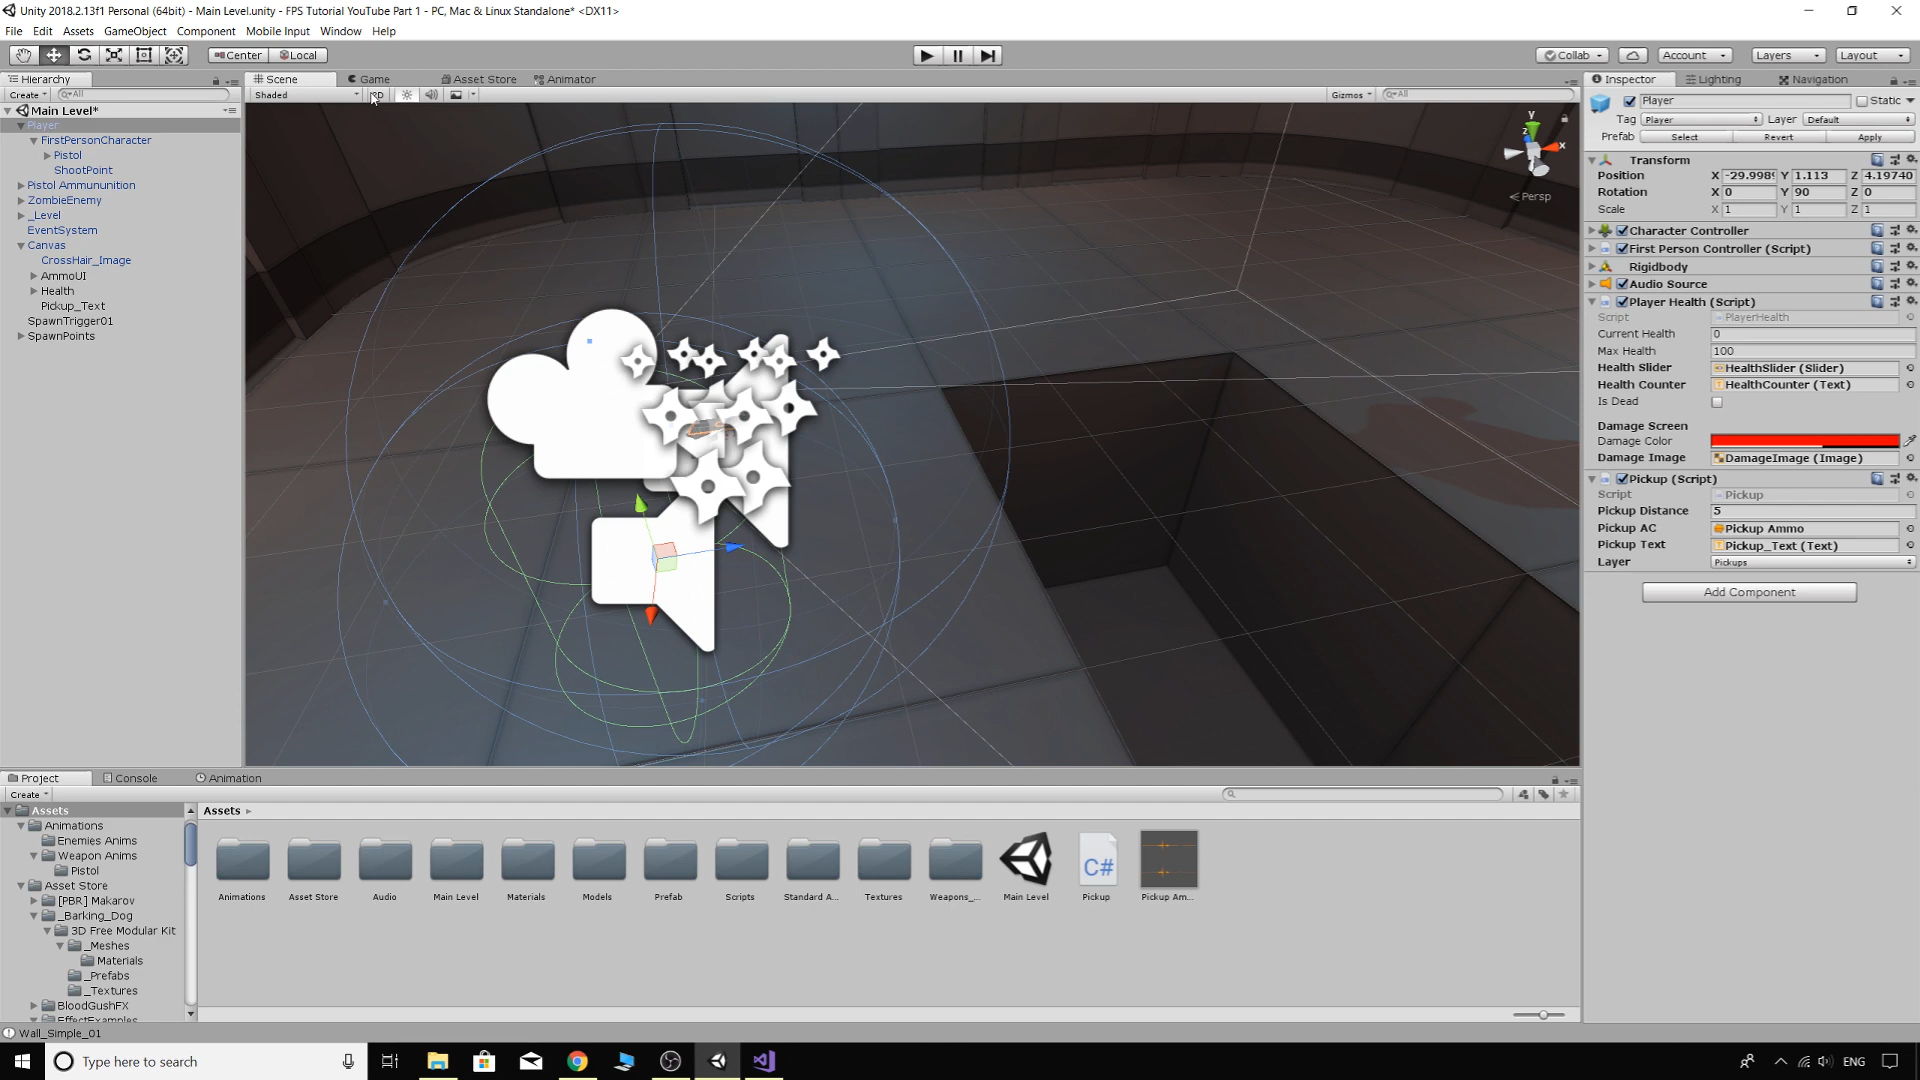 Unity 2018.2.13f1 Personal (64bit) - Main Level.unity - FPS Tutorial YouTube Part 1 - PC, Mac & Linux Standalone* <DX11>
File Edit Assets GameObject Component Mobile Input Window Help
Center Local Collab Account Layers Layout
Hierarchy Scene Game Asset Store Animator Inspector Lighting Navigation
Create All Shaded 2D Gizmos All
Main Level*
Player
FirstPersonCharacter
Pistol
ShootPoint
Pistol Ammununition
ZombieEnemy
_Level
EventSystem
Canvas
CrossHair_Image
AmmoUI
Health
Pickup_Text
SpawnTrigger01
SpawnPoints
y
z
x
Persp
Player Static
Tag Player Layer Default
Prefab Select Revert Apply
Transform
Position X -29.998 Y 1.113 Z 4.19740
Rotation X 0 Y 90 Z 0
Scale X 1 Y 1 Z 1
Character Controller
First Person Controller (Script)
Rigidbody
Audio Source
Player Health (Script)
Script PlayerHealth
Current Health 0
Max Health 100
Health Slider HealthSlider (Slider)
Health Counter HealthCounter (Text)
Is Dead
Damage Screen
Damage Color
Damage Image DamageImage (Image)
Pickup (Script)
Script Pickup
Pickup Distance 5
Pickup AC Pickup Ammo
Pickup Text Pickup_Text (Text)
Layer Pickups
Add Component
Project Console Animation
Create
Assets
Animations
Enemies Anims
Weapon Anims
Pistol
Asset Store
[PBR] Makarov
_Barking_Dog
3D Free Modular Kit
_Meshes
Materials
_Prefabs
_Textures
BloodGushFX
EffectExamples
Assets
C#
Animations Asset Store Audio Main Level Materials Models Prefab Scripts Standard A... Textures Weapons_... Main Level Pickup Pickup Am...
Wall_Simple_01
Type here to search ENG